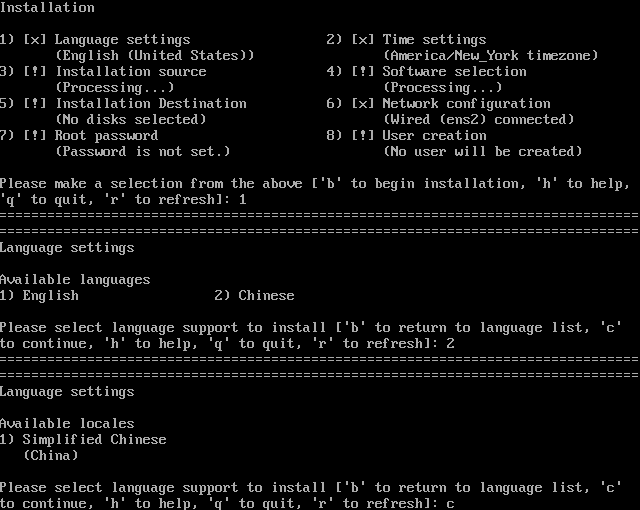 Installation
1) [x] Language settings 2) [x] Time settings
(English (United States)) (America/New_York timezone)
3) [!] Installation source 4) [!] Software selection
(Processing...) (Processing...)
5) [!] Installation Destination 6) [x] Network configuration
(No disks selected) (Wired (ens2) connected)
7) [!] Root password 8) [!] User creation
(Password is not set.) (No user will be created)
Please make a selection from the above ['b' to begin installation, 'h' to help,
'q' to quit, 'r' to refresh]: 1
================================================================================
================================================================================
Language settings
Available languages
1) English 2) Chinese
Please select language support to install ['b' to return to language list, 'c'
to continue, 'h' to help, 'q' to quit, 'r' to refresh]: 2
================================================================================
================================================================================
Language settings
Available locales
1) Simplified Chinese
(China)
Please select language support to install ['b' to return to language list, 'c'
to continue, 'h' to help, 'q' to quit, 'r' to refresh]: c